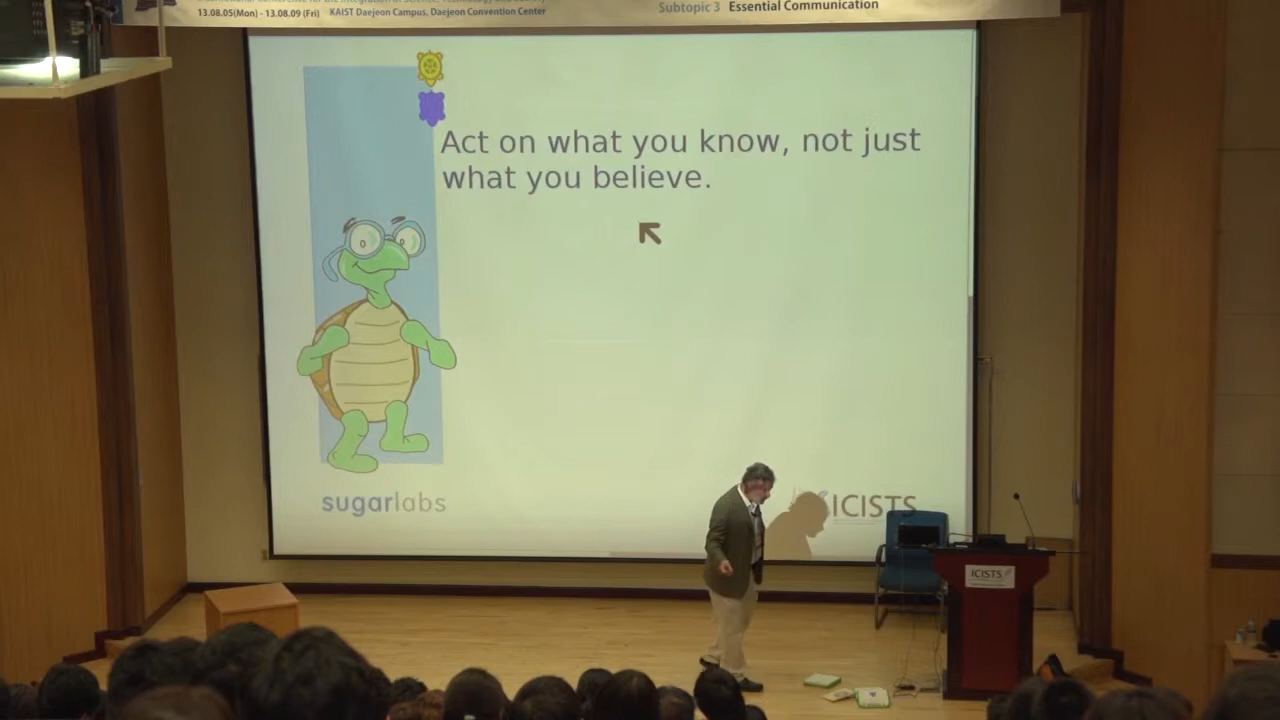 13.08.05(Mon) - 13.08.09 (Fri) KAIST Daejeon Campus, Daejeon Convention Center
Subtopic 3 Essential Communication
Act on what you know, not just
what you believe.
sugarlabs
ICISTS
ICISTS